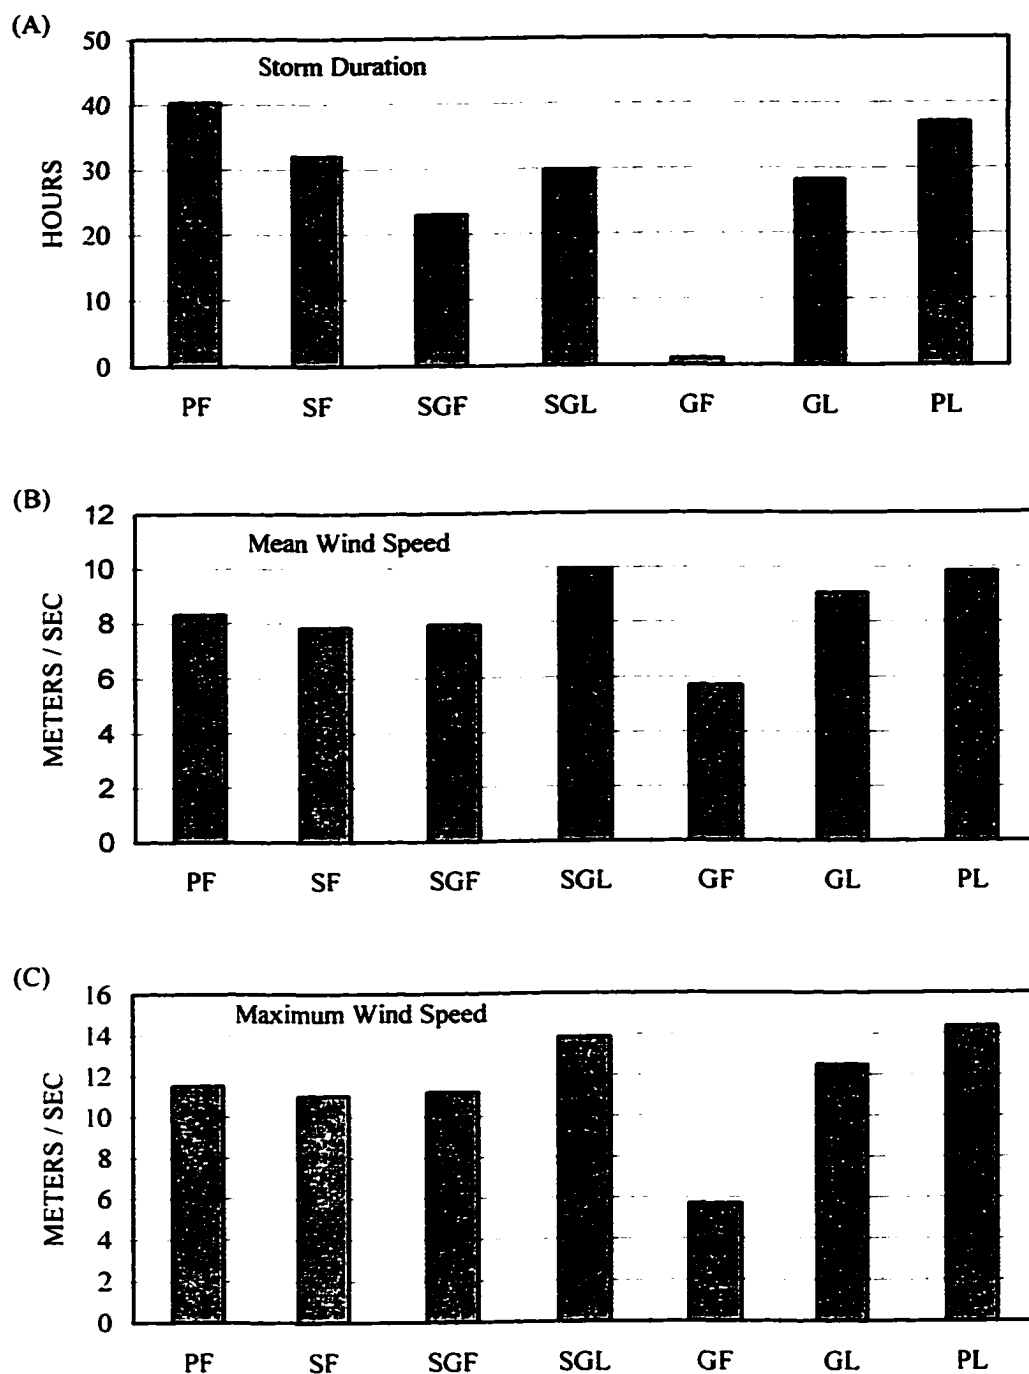 (A)
Storm Duration
HOURS
50
40
30
20
10
0
PF SF SGF SGL GF GL PL
(B)
Mean Wind Speed
METERS / SEC
12
10
8
6
4
2
0
PF SF SGF SGL GF GL PL
(C)
Maximum Wind Speed
METERS / SEC
16
14
12
10
8
6
4
2
0
PF SF SGF SGL GF GL PL